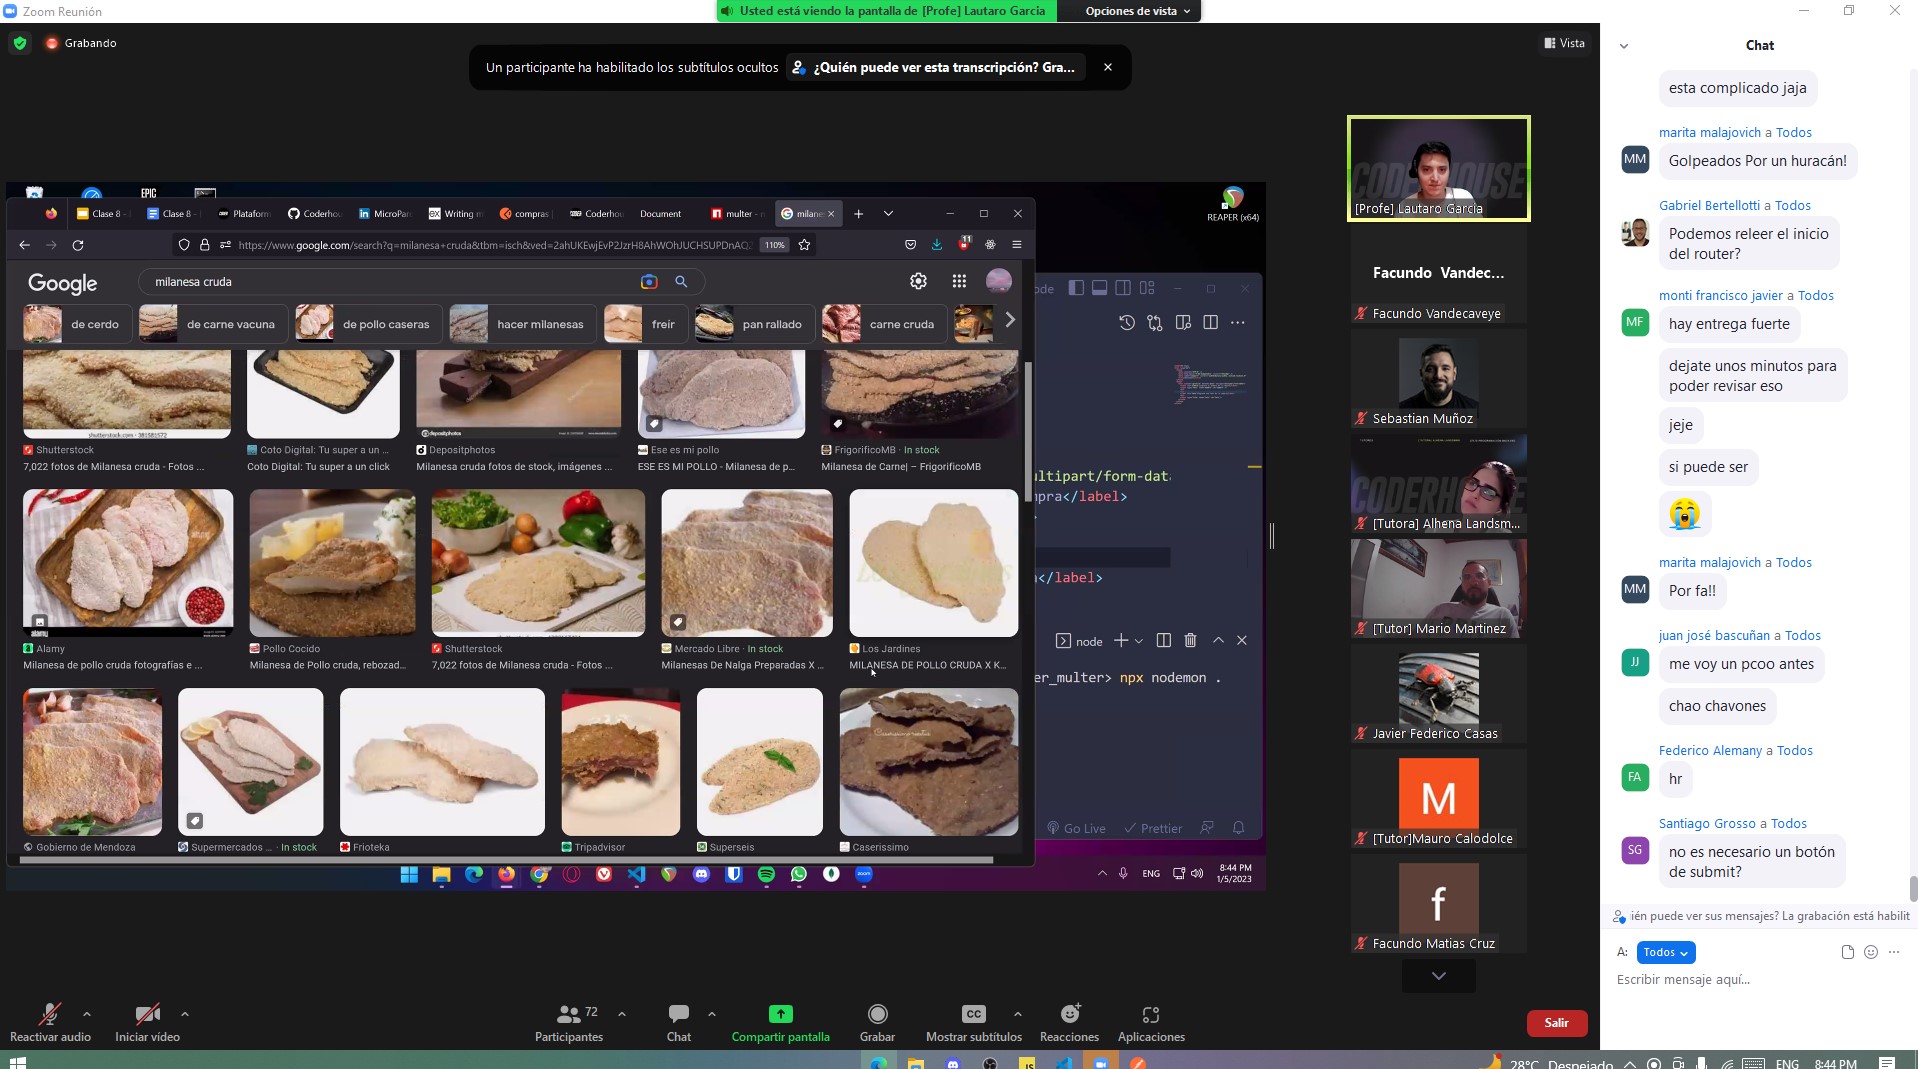 Zoom Reunión
Usted está viendo la pantalla de [Profe] Lautaro Garcia
Opciones de vista
Grabando
Vista
Un participante ha habilitado los subtítulos ocultos
¿Quién puede ver esta transcripción? Gra...
EPIC
REAPER (x64)
Clase 8 -
Clase 8 -
Plataform
Coderhou
MicroPar
Writing m
compras
Coderhou
Document
multer -
milane
110%
11
Google
milanesa cruda
de cerdo
de carne vacuna
de pollo caseras
hacer milanesas
freír
pan rallado
carne cruda
Shutterstock
7,022 fotos de Milanesa cruda - Fotos ...
Coto Digital: Tu super a un ...
Coto Digital: Tu super a un click
depositphotos
Depositphotos
Milanesa cruda fotos de stock, imágenes ...
Ese es mi pollo
ESE ES MI POLLO - Milanesa de p...
FrigorificoMB · In stock
Milanesa de Carne| – FrigorificoMB
alamy
Alamy
Milanesa de pollo cruda fotografías e ...
Pollo Cocido
Milanesa de Pollo cruda, rebozad...
Shutterstock
7,022 fotos de Milanesa cruda - Fotos ...
Mercado Libre · In stock
Milanesas De Nalga Preparadas X ...
Los Jardines
MILANESA DE POLLO CRUDA X K...
Gobierno de Mendoza
Supermercados ... · In stock
Frioteka
Tripadvisor
Superseis
Caserissimo
ode
ultipart/form-dat
mpra</label>
</label>
node
er_multer> npx nodemon .
Go Live
Prettier
ENG
8:44 PM
1/5/2023
CODERHOUSE
[Profe] Lautaro Garcia
Facundo Vandec...
Facundo Vandecaveye
Sebastian Muñoz
CODERHOUSE
[Tutora] Alhena Landsm...
[Tutor] Mario Martinez
Javier Federico Casas
M
[Tutor]Mauro Calodolce
f
Facundo Matias Cruz
Chat
esta complicado jaja
marita malajovich a Todos
MM
Golpeados Por un huracán!
Gabriel Bertellotti a Todos
Podemos releer el inicio
del router?
monti francisco javier a Todos
MF
hay entrega fuerte
dejate unos minutos para
poder revisar eso
jeje
si puede ser
marita malajovich a Todos
MM
Por fa!!
juan josé bascuñan a Todos
JJ
me voy un pcoo antes
chao chavones
Federico Alemany a Todos
FA
hr
Santiago Grosso a Todos
SG
no es necesario un botón
de submit?
ién puede ver sus mensajes? La grabación está habilit
A: Todos
Escribir mensaje aquí...
Reactivar audio
Iniciar vídeo
72
Participantes
Chat
Compartir pantalla
Grabar
CC
Mostrar subtítulos
Reacciones
Aplicaciones
Salir
JS
28°C Despejado
ENG
8:44 PM